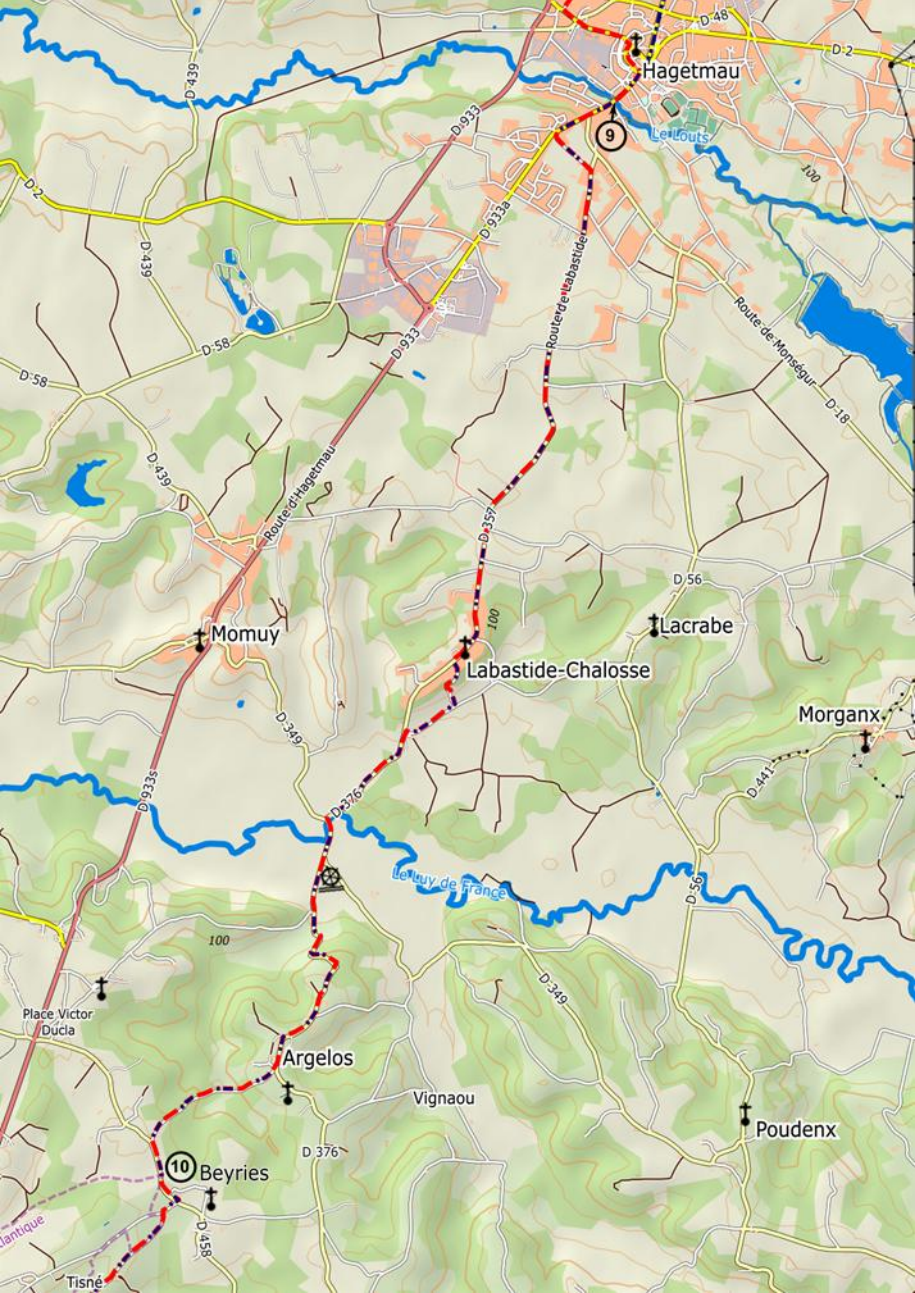 D 48
D 2
Hagetmau
D 439
D 933
9
Le Louts
100
D 2
D 933a
D 439
Route de Labastide
Route de Monségur
D 58
D 933
D 18
D 58
D 439
Route d'Hagetmau
D 357
D 56
100
Lacrabe
Momuy
Labastide-Chalosse
Morganx
D 349
D 441
D 933s
D 376
Le Luy de France
D 56
100
D 349
Place Victor
Ducla
Argelos
Vignaou
Poudenx
D 376
10
Beyries
lantique
D 458
Tisné